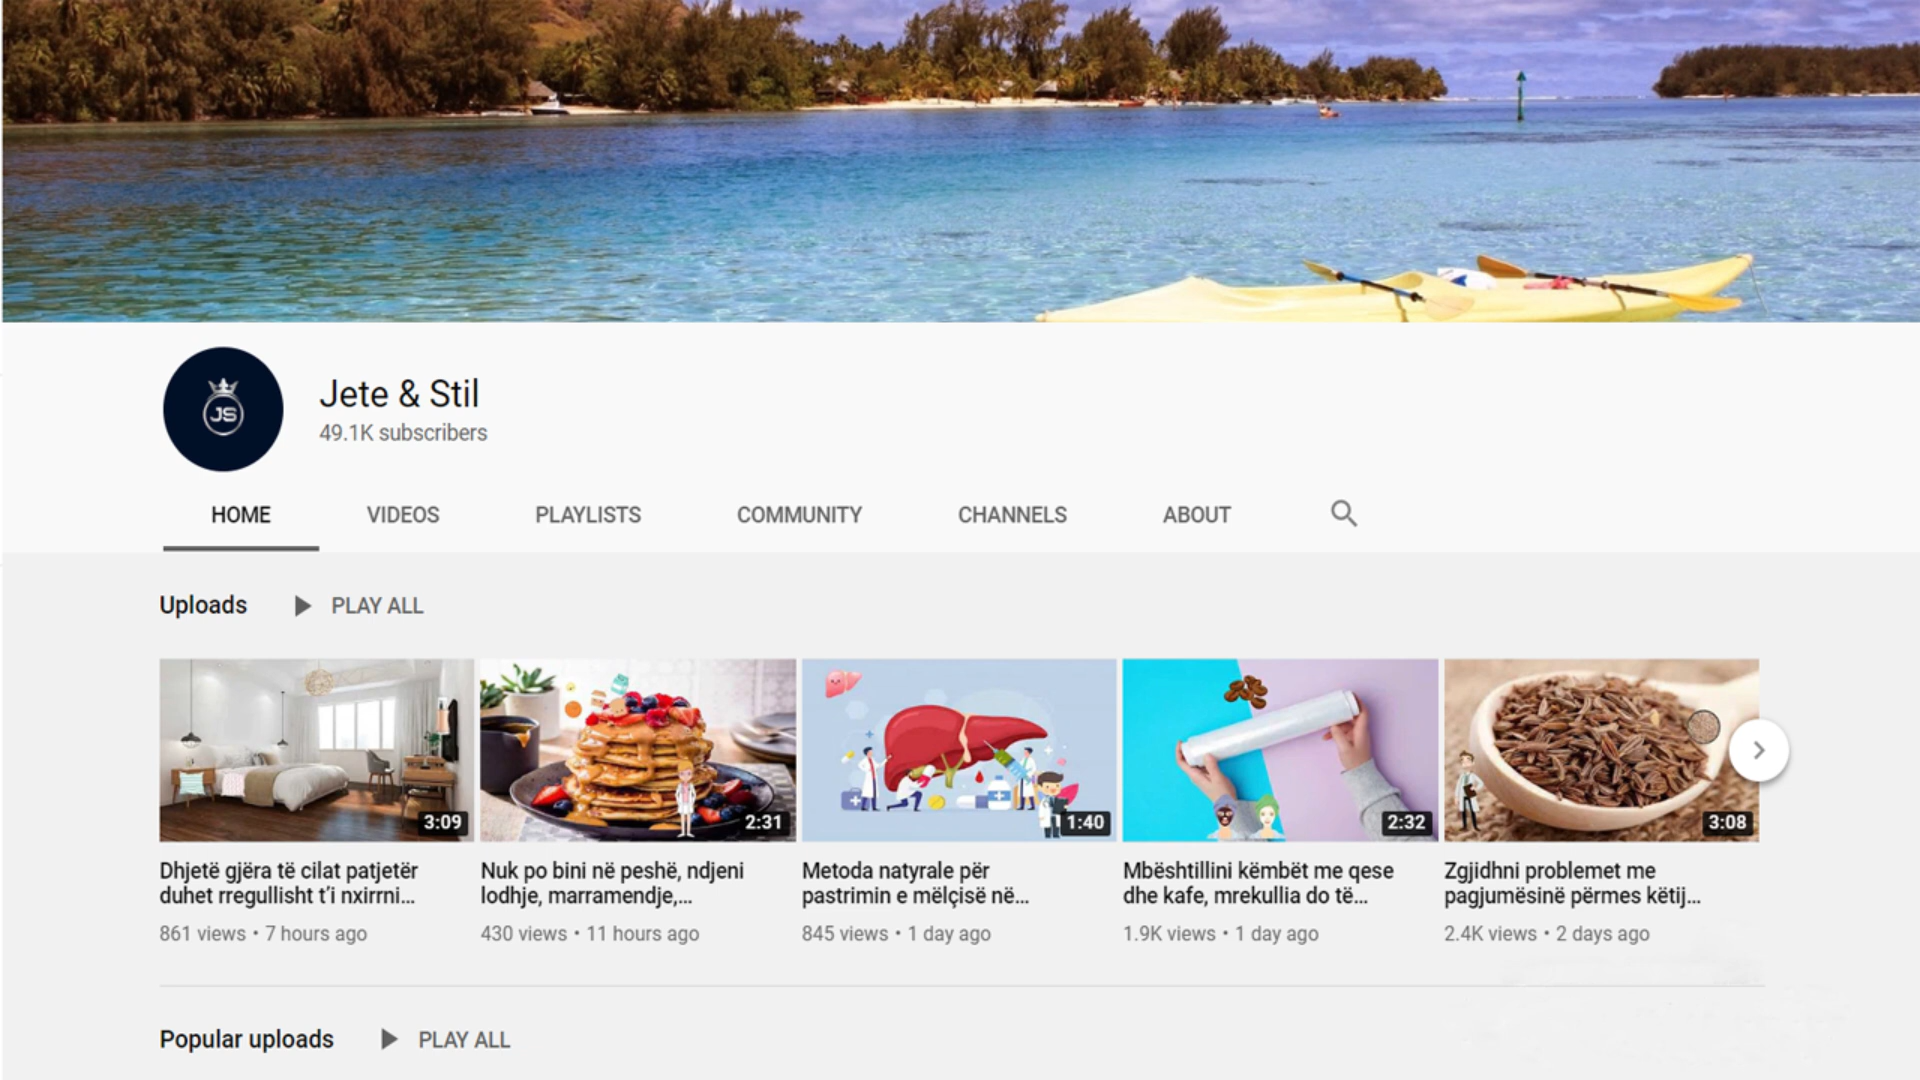 JS
Jete & Stil
49.1K subscribers
HOME VIDEOS PLAYLISTS COMMUNITY CHANNELS ABOUT
Uploads PLAY ALL
3:09 2:31 1:40 2:32 3:08
Dhjetë gjëra të cilat patjetër
duhet rregullisht t'i nxirrni...
861 views • 7 hours ago
Nuk po bini në peshë, ndjeni
lodhje, marramendje,...
430 views • 11 hours ago
Metoda natyrale për
pastrimin e mëlçisë në...
845 views • 1 day ago
Mbështillini këmbët me qese
dhe kafe, mrekullia do të...
1.9K views • 1 day ago
Zgjidhni problemet me
pagjumësinë përmes këtij...
2.4K views • 2 days ago
Popular uploads PLAY ALL